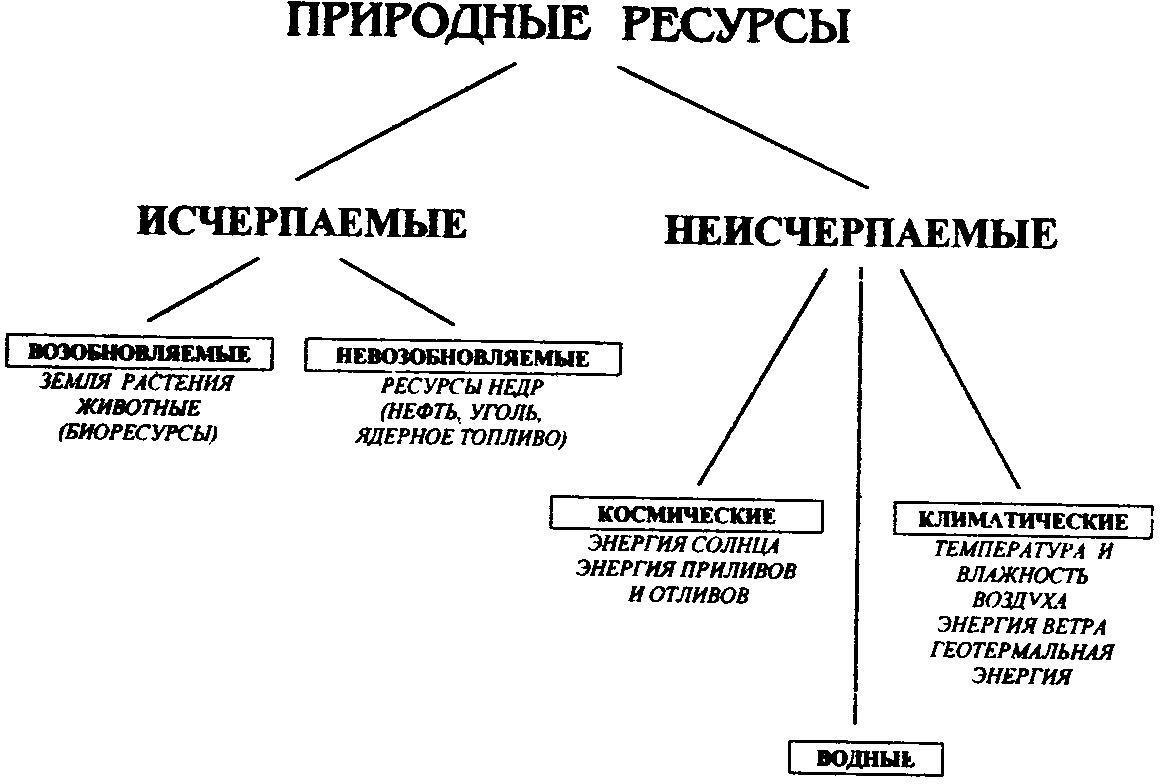 ПРИРОДНЫЕ РЕСУРСЫ
ИСЧЕРПАЕМЫЕ
НЕИСЧЕРПАЕМЫЕ
ВОЗОБНОВЛЯЕМЫЕ
ЗЕМЛЯ РАСТЕНИЯ
ЖИВОТНЫЕ
(БИОРЕСУРСЫ)
НЕВОЗОБНОВЛЯЕМЫЕ
РЕСУРСЫ НЕДР
(НЕФТЬ, УГОЛЬ,
ЯДЕРНОЕ ТОПЛИВО)
КОСМИЧЕСКИЕ
ЭНЕРГИЯ СОЛНЦА
ЭНЕРГИЯ ПРИЛИВОВ
И ОТЛИВОВ
КЛИМАТИЧЕСКИЕ
ТЕМПЕРАТУРА И
ВЛАЖНОСТЬ
ВОЗДУХА
ЭНЕРГИЯ ВЕТРА
ГЕОТЕРМАЛЬНАЯ
ЭНЕРГИЯ
ВОДНЫЕ